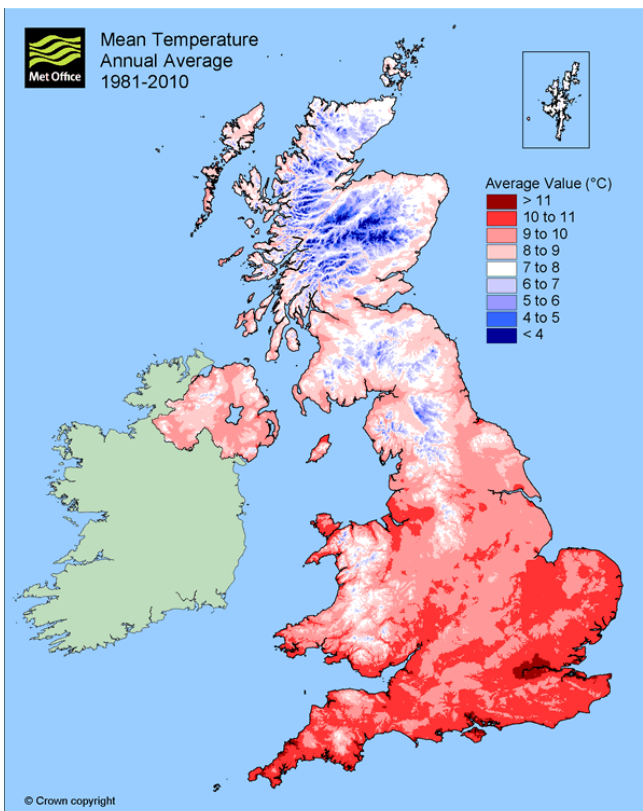 Met Office
Mean Temperature
Annual Average
1981-2010
Average Value (°C)
> 11
10 to 11
9 to 10
8 to 9
7 to 8
6 to 7
5 to 6
4 to 5
< 4
© Crown copyright